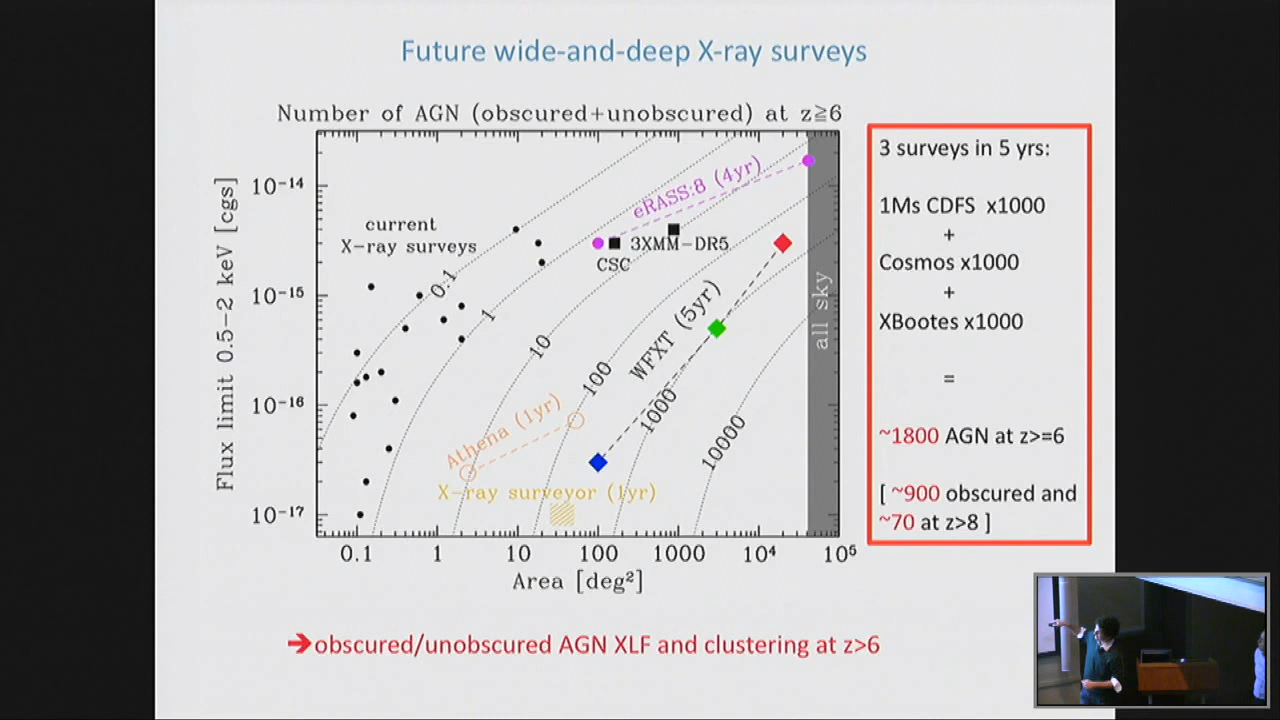 Future wide-and-deep X-ray surveys
Number of AGN (obscured+unobscured) at z≧6
Flux limit 0.5−2 keV [cgs]
10⁻¹⁴
10⁻¹⁵
10⁻¹⁶
10⁻¹⁷
current
X−ray surveys
eRASS:8 (4yr)
3XMM−DR5
CSC
0.1
1
10
100
1000
10000
WFXT (5yr)
Athena (1yr)
X−ray surveyor (1yr)
all sky
0.1 1 10 100 1000 10⁴ 10⁵
Area [deg²]
3 surveys in 5 yrs:
1Ms CDFS x1000
+
Cosmos x1000
+
XBootes x1000
=
~1800 AGN at z>=6
[ ~900 obscured and
~70 at z>8 ]
➔obscured/unobscured AGN XLF and clustering at z>6